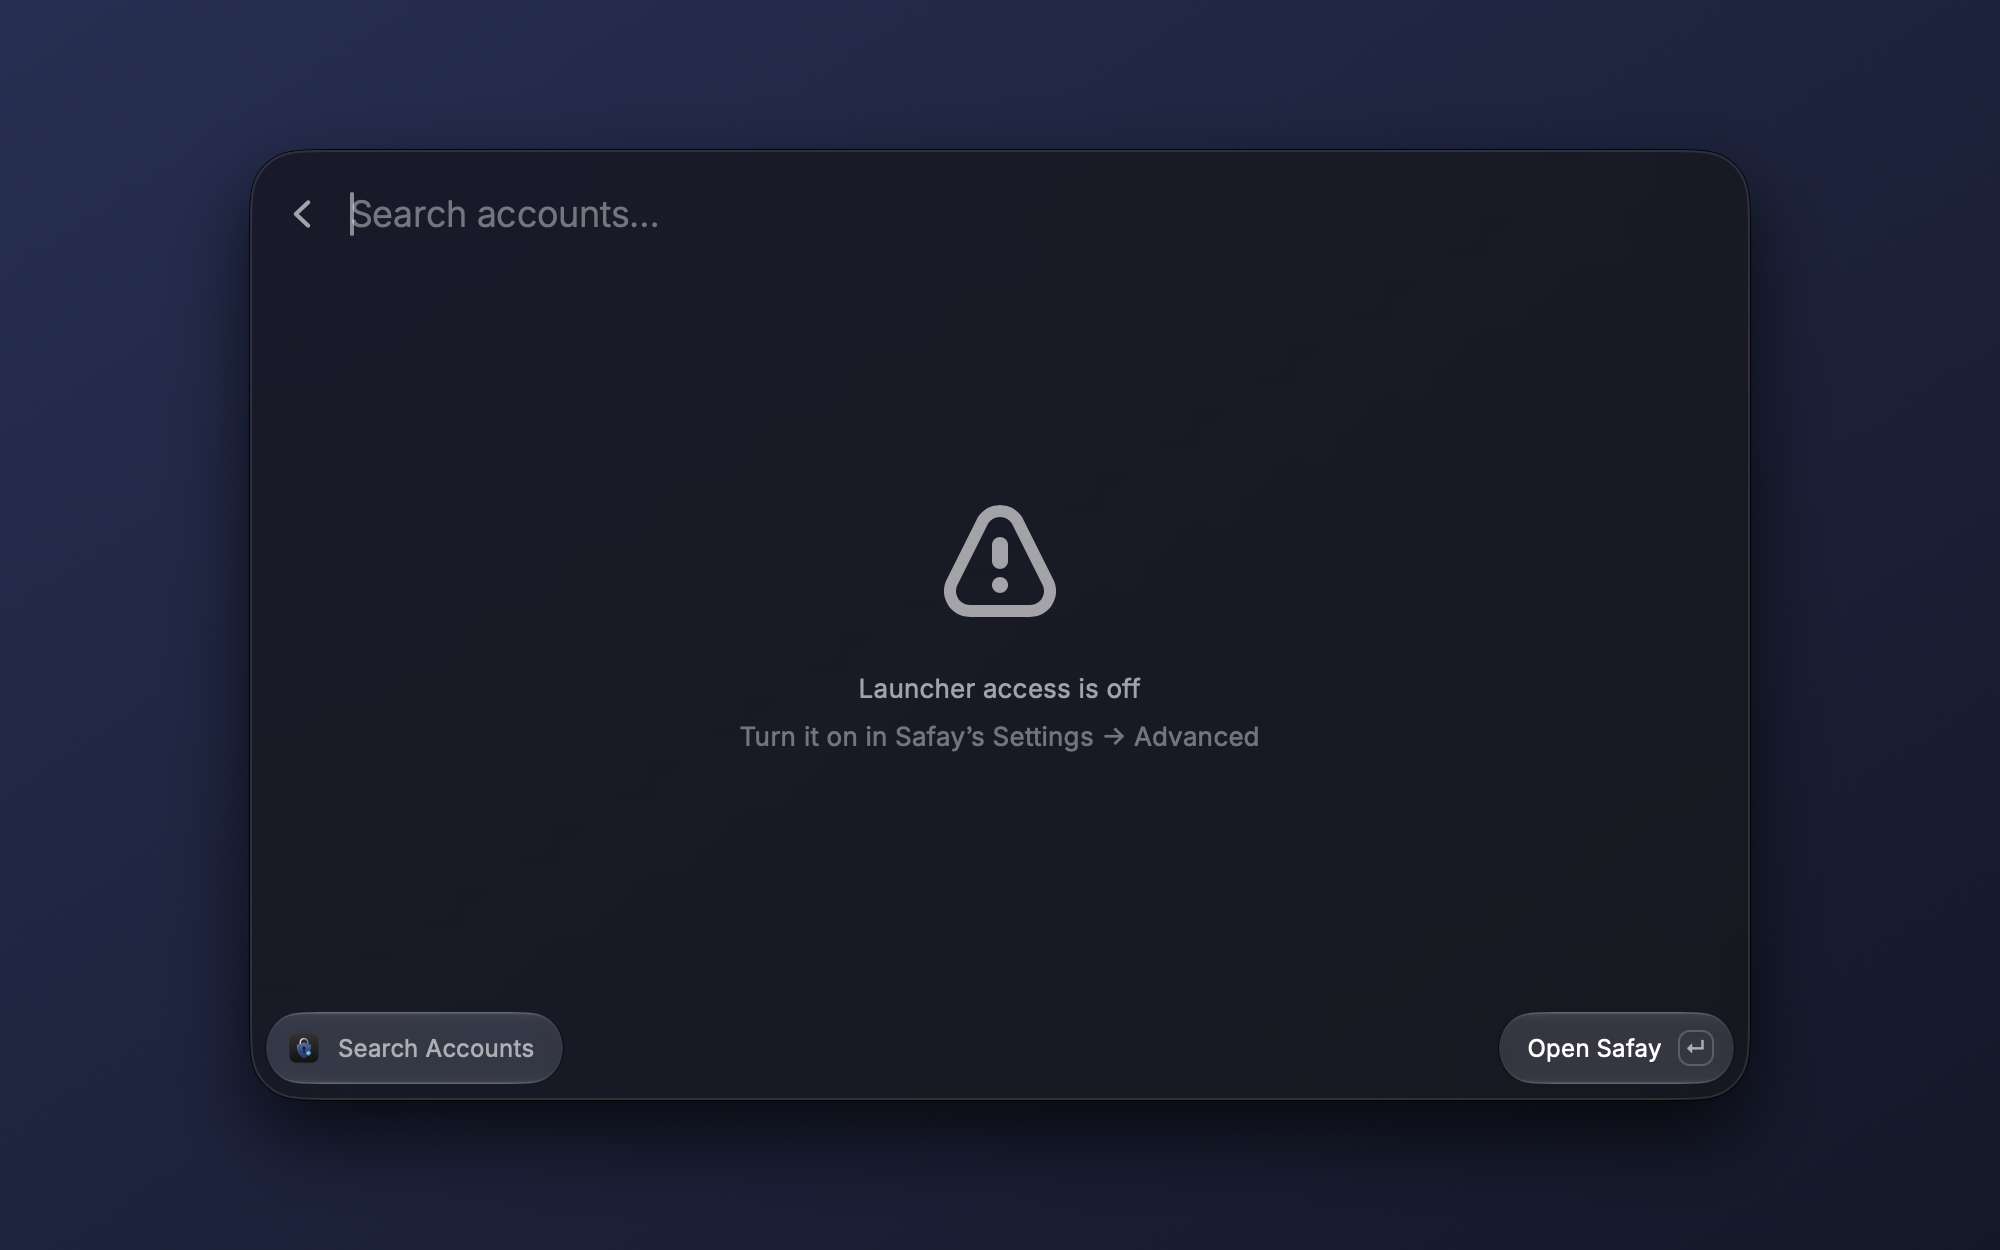 Search accounts...
Launcher access is off
Turn it on in Safay’s Settings → Advanced
Search Accounts
Open Safay